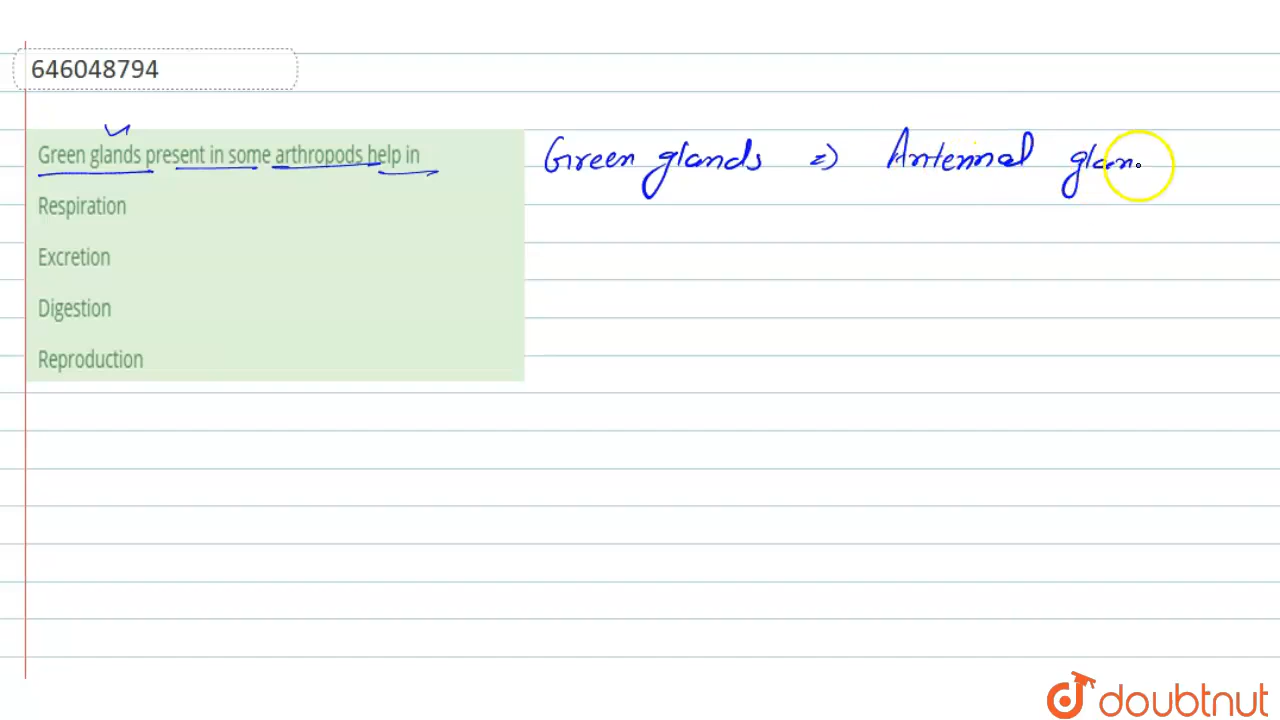 646048794
Green glands present in some arthropods help in
Green glands => Antennal glan
Respiration
Excretion
Digestion
Reproduction
doubtnut